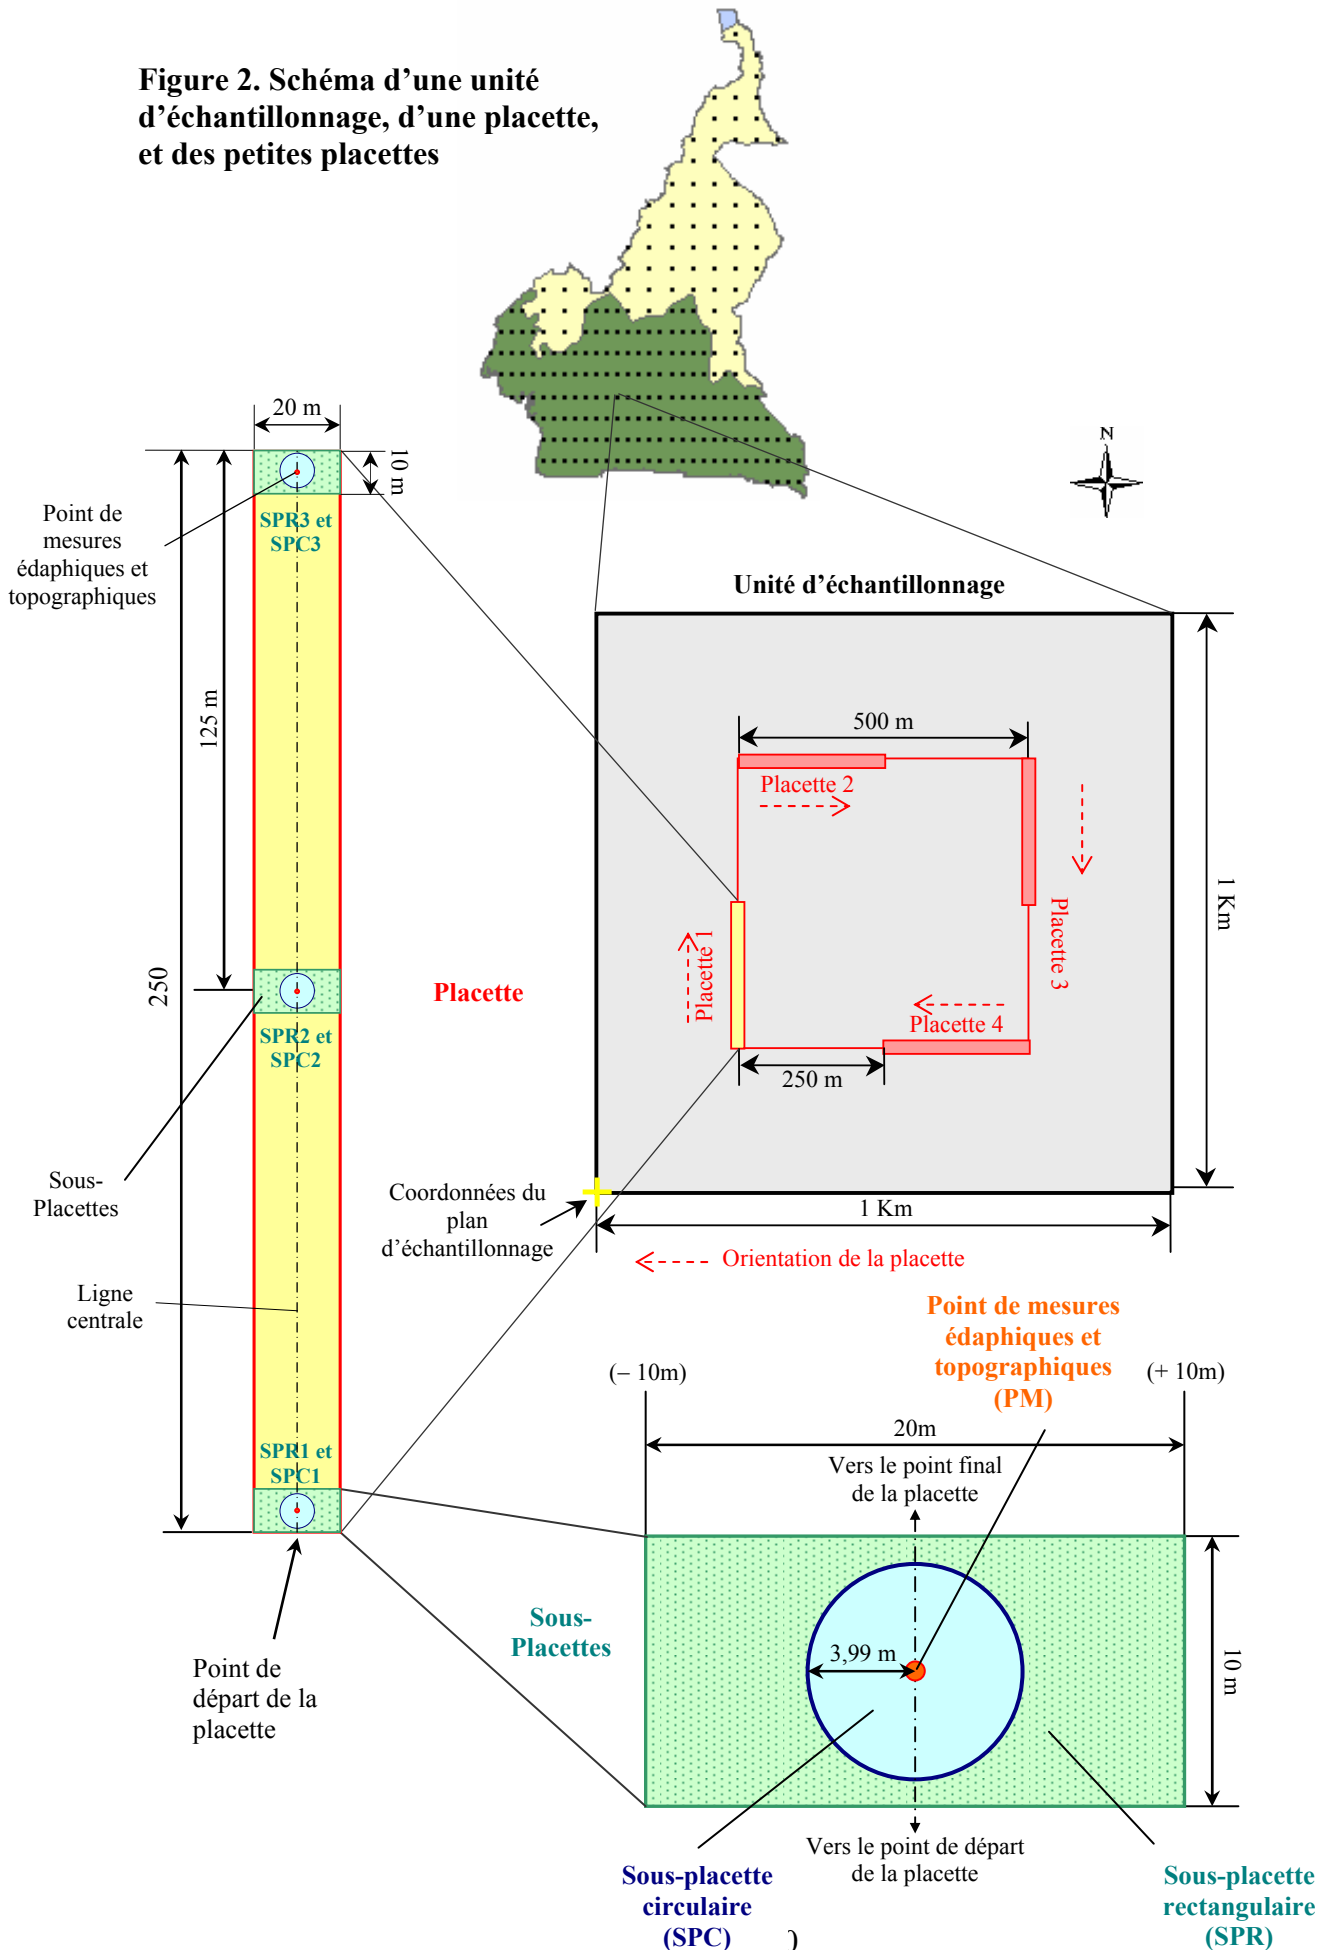 Figure 2. Schéma d’une unité
d’échantillonnage, d’une placette,
et des petites placettes
20 m
10 m
Point de
mesures
édaphiques et
topographiques
SPR3 et
SPC3
125 m
250
SPR2 et
SPC2
Sous-
Placettes
Ligne
centrale
SPR1 et
SPC1
Point de
départ de la
placette
Placette
N
Unité d’échantillonnage
500 m
Placette 2
Placette 1
Placette 3
Placette 4
250 m
1 Km
1 Km
Coordonnées du
plan
d’échantillonnage
Orientation de la placette
Point de mesures
édaphiques et
topographiques
(PM)
(– 10m)
(+ 10m)
20m
Vers le point final
de la placette
Sous-
Placettes
3,99 m
10 m
Vers le point de départ
de la placette
Sous-placette
circulaire
(SPC)
)
Sous-placette
rectangulaire
(SPR)